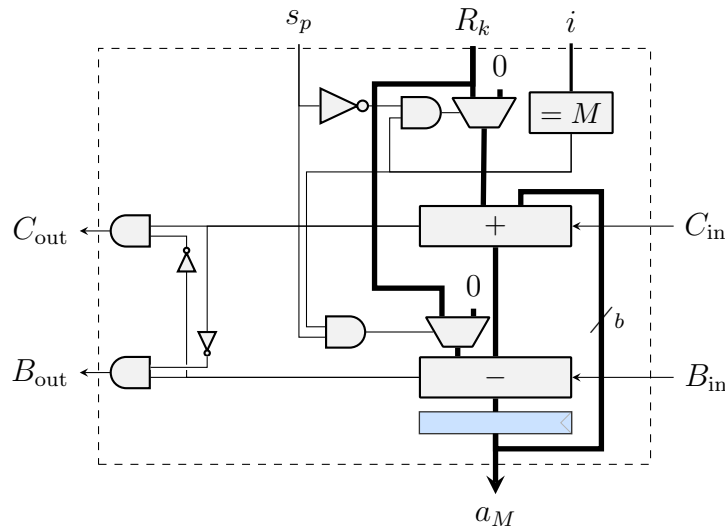 s_p R_k i
0
= M
C_out + C_in
0
b
B_out − B_in
a_M